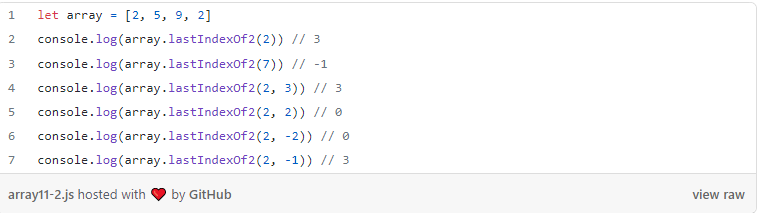 1 let array = [2, 5, 9, 2]
2 console.log(array.lastIndexOf2(2)) // 3
3 console.log(array.lastIndexOf2(7)) // -1
4 console.log(array.lastIndexOf2(2, 3)) // 3
5 console.log(array.lastIndexOf2(2, 2)) // 0
6 console.log(array.lastIndexOf2(2, -2)) // 0
7 console.log(array.lastIndexOf2(2, -1)) // 3
array11-2.js hosted with ❤ by GitHub view raw